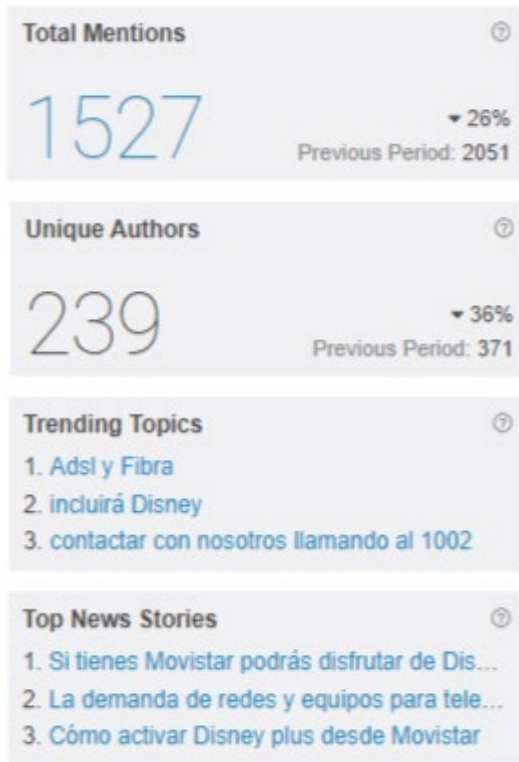 Total Mentions
1527
▼ 26%
Previous Period: 2051
Unique Authors
239
▼ 36%
Previous Period: 371
Trending Topics
1. Adsl y Fibra
2. incluirá Disney
3. contactar con nosotros llamando al 1002
Top News Stories
1. Si tienes Movistar podrás disfrutar de Dis...
2. La demanda de redes y equipos para tele...
3. Cómo activar Disney plus desde Movistar